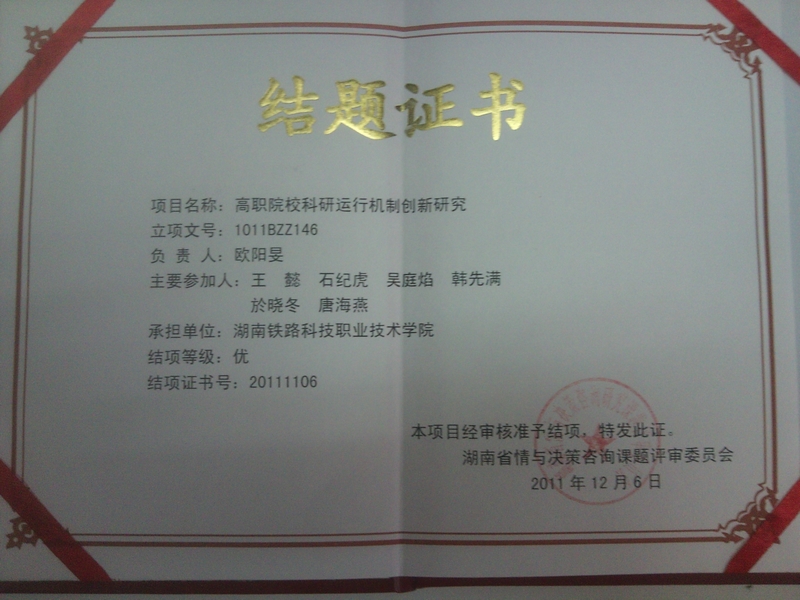 结题证书
项目名称：高职院校科研运行机制创新研究
立项文号：1011BZZ146
负 责 人：欧阳旻
主要参加人：王 懿 石纪虎 吴庭焰 韩先满
於晓冬 唐海燕
承担单位：湖南铁路科技职业技术学院
结项等级：优
结项证书号：20111106
本项目经审核准予结项，特发此证。
湖南省情与决策咨询课题评审委员会
2011 年 12 月 6 日